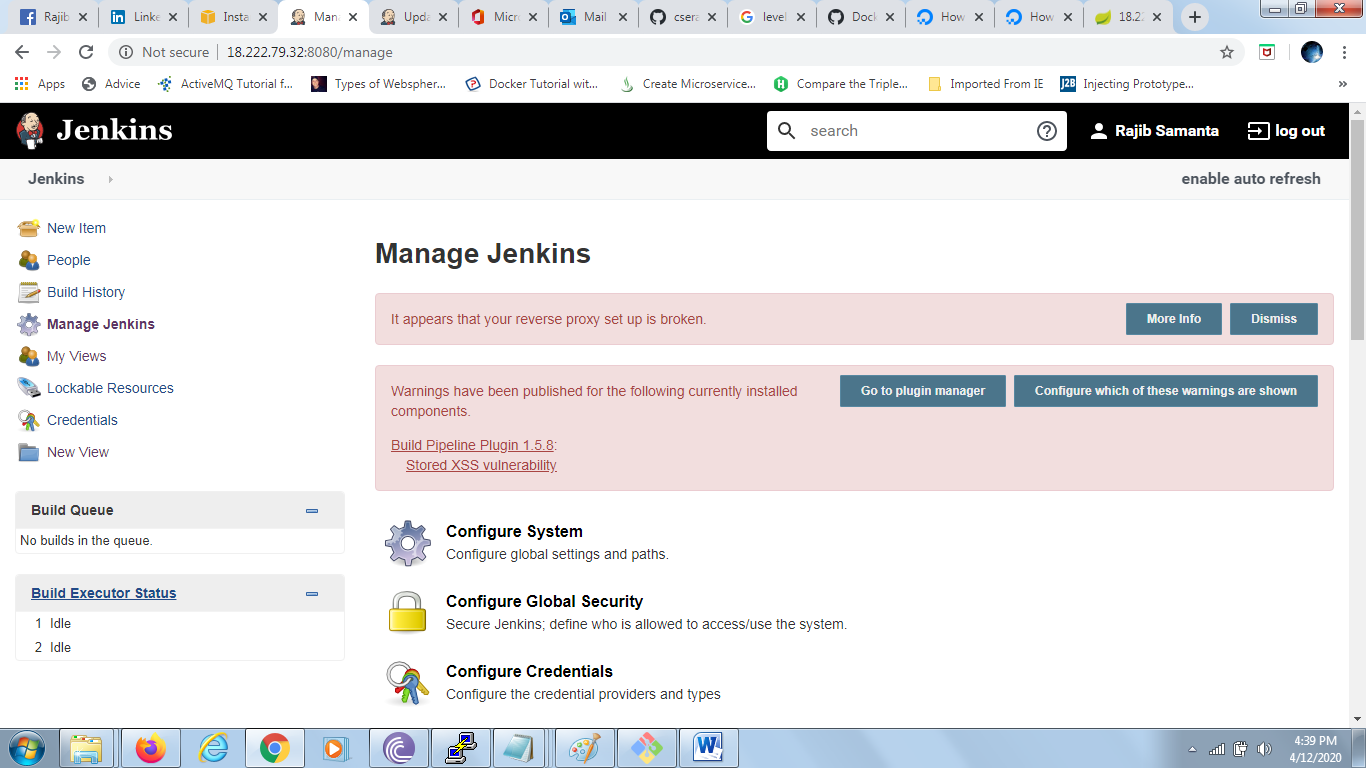 Rajib
Linke
Insta
Mana
Upda
Micro
Mail
csera
level
Dock
How
How
18.22
Not secure
18.222.79.32:8080/manage
Apps
Advice
ActiveMQ Tutorial f...
Types of Webspher...
Docker Tutorial wit...
Create Microservice...
Compare the Triple...
Imported From IE
J2B
Injecting Prototype...
Jenkins
search
Rajib Samanta
log out
Jenkins
enable auto refresh
New Item
People
Build History
Manage Jenkins
My Views
Lockable Resources
Credentials
New View
Build Queue
No builds in the queue.
Build Executor Status
1 Idle
2 Idle
Manage Jenkins
It appears that your reverse proxy set up is broken.
More Info
Dismiss
Warnings have been published for the following currently installed
components.
Go to plugin manager
Configure which of these warnings are shown
Build Pipeline Plugin 1.5.8:
Stored XSS vulnerability
Configure System
Configure global settings and paths.
Configure Global Security
Secure Jenkins; define who is allowed to access/use the system.
Configure Credentials
Configure the credential providers and types
4:39 PM
4/12/2020